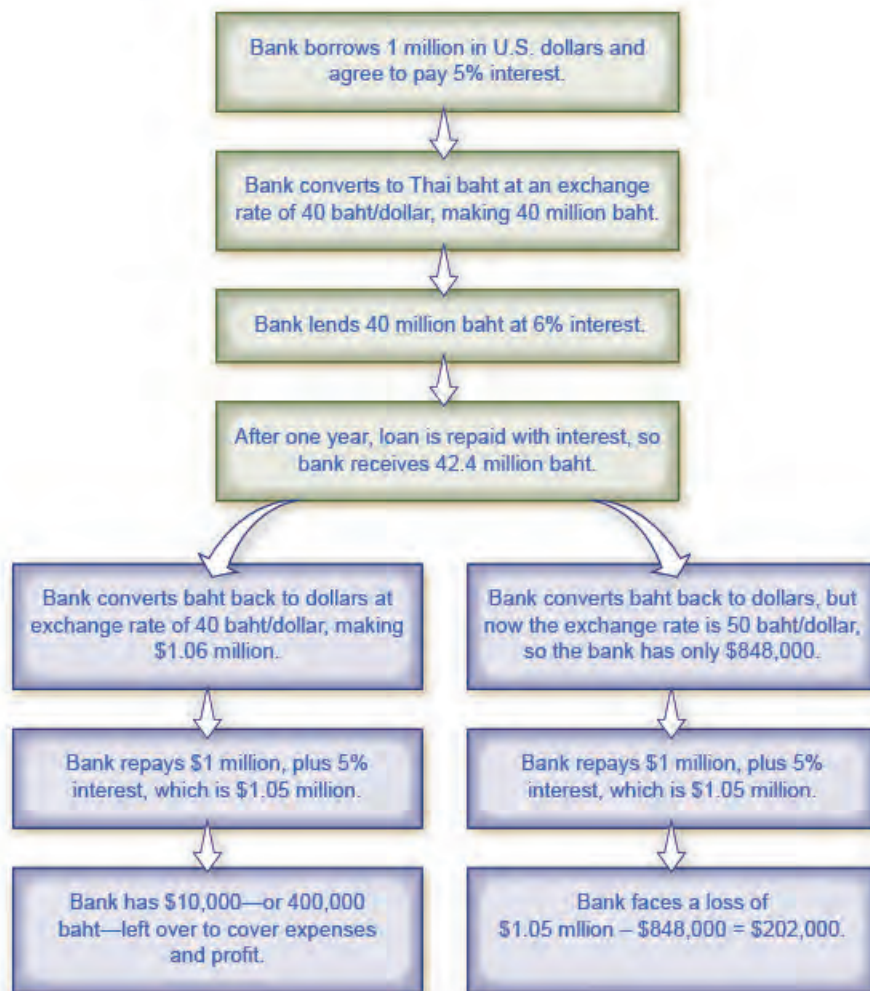 Bank borrows 1 million in U.S. dollars and
agree to pay 5% interest.
Bank converts to Thai baht at an exchange
rate of 40 baht/dollar, making 40 million baht.
Bank lends 40 million baht at 6% interest.
After one year, loan is repaid with interest, so
bank receives 42.4 million baht.
Bank converts baht back to dollars at
exchange rate of 40 baht/dollar, making
$1.06 million.
Bank repays $1 million, plus 5%
interest, which is $1.05 million.
Bank has $10,000—or 400,000
baht—left over to cover expenses
and profit.
Bank converts baht back to dollars, but
now the exchange rate is 50 baht/dollar,
so the bank has only $848,000.
Bank repays $1 million, plus 5%
interest, which is $1.05 million.
Bank faces a loss of
$1.05 mllion – $848,000 = $202,000.